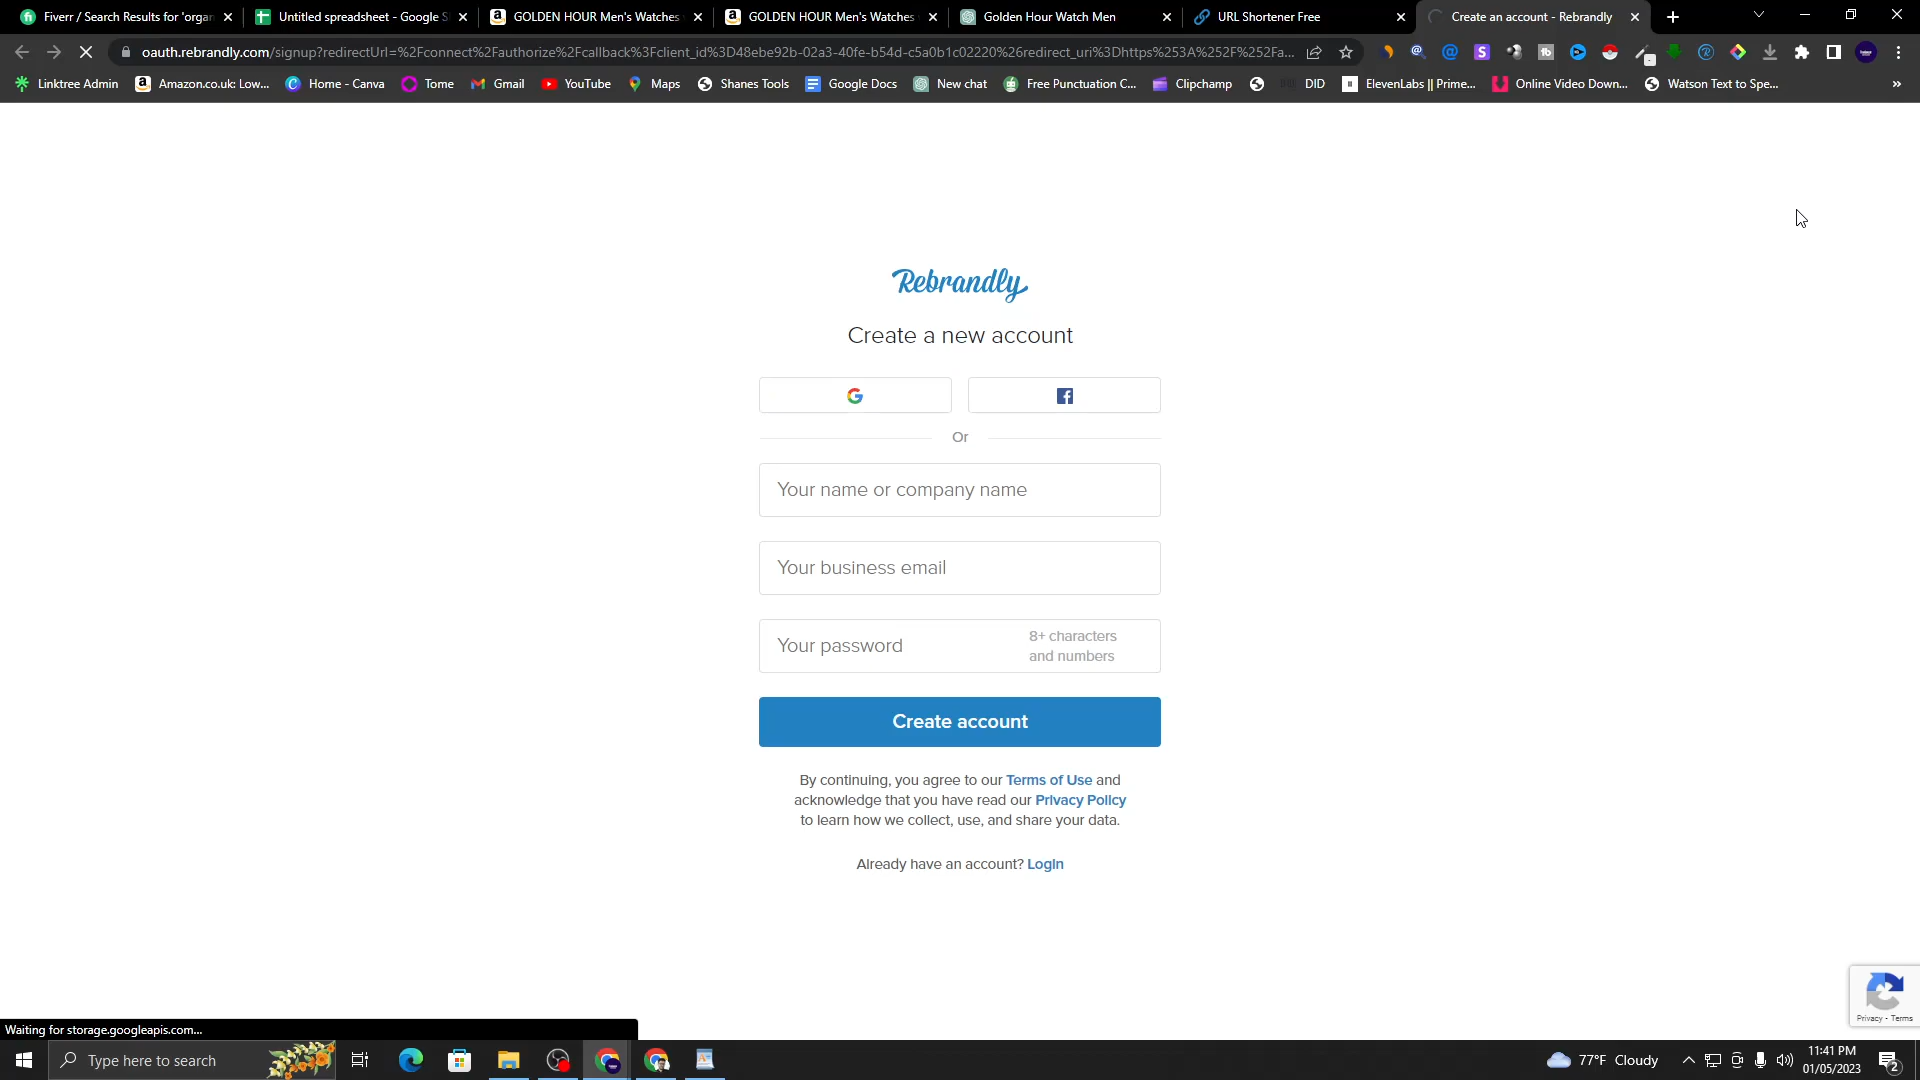 Fiverr / Search Results for 'organ
Untitled spreadsheet - Google S
GOLDEN HOUR Men's Watches
GOLDEN HOUR Men's Watches
Golden Hour Watch Men
URL Shortener Free
Create an account - Rebrandly
oauth.rebrandly.com/signup?redirectUrl=%2Fconnect%2Fauthorize%2Fcallback%3Fclient_id%3D48ebe92b-02a3-40fe-b54d-c5a0b1c02220%26redirect_uri%3Dhttps%253A%252F%252Fa...
Linktree Admin
Amazon.co.uk: Low...
Home - Canva
Tome
Gmail
YouTube
Maps
Shanes Tools
Google Docs
New chat
Free Punctuation C...
Clipchamp
DID
ElevenLabs || Prime...
Online Video Down...
Watson Text to Spe...
»
Rebrandly
Create a new account
Or
Your name or company name
Your business email
Your password
8+ characters
and numbers
Create account
By continuing, you agree to our Terms of Use and
acknowledge that you have read our Privacy Policy
to learn how we collect, use, and share your data.
Already have an account? Login
Privacy - Terms
Waiting for storage.googleapis.com...
Type here to search
77°F Cloudy
11:41 PM
01/05/2023
2